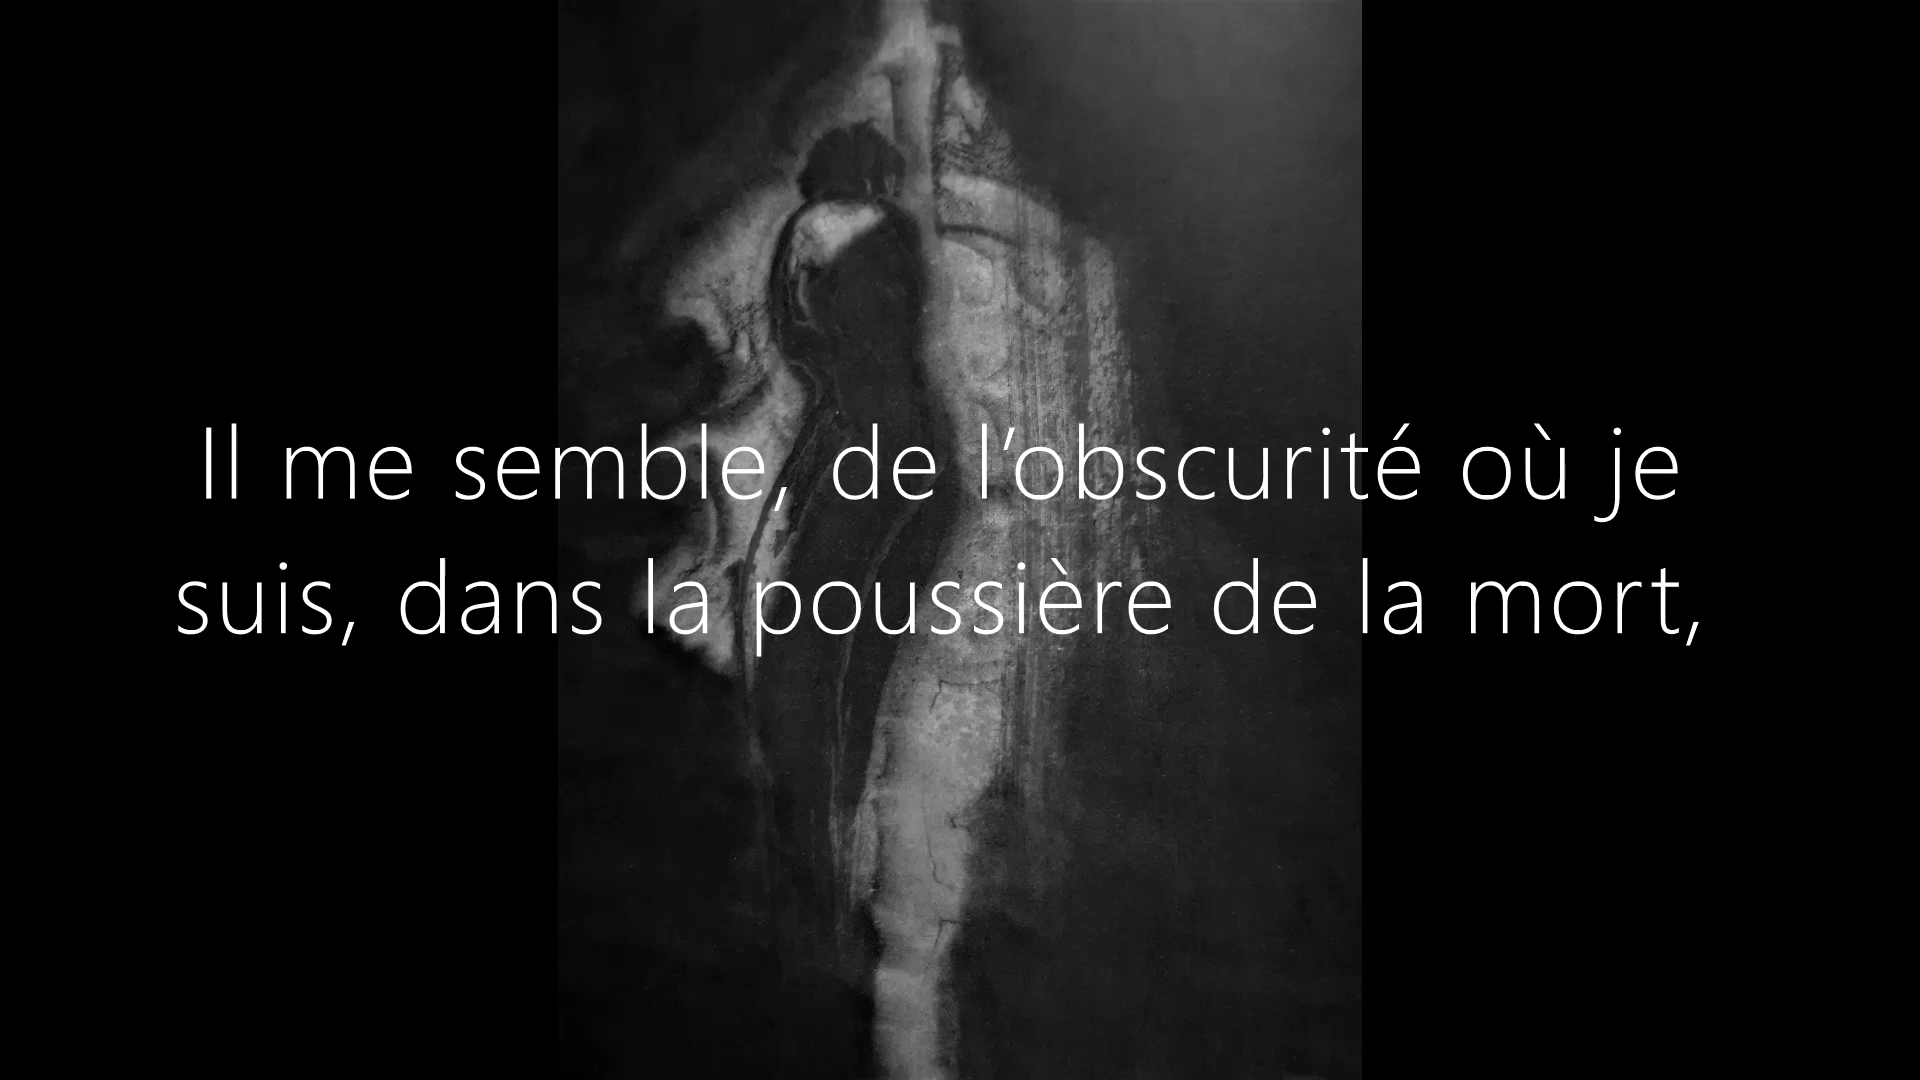 Il me semble, de l’obscurité où je
suis, dans la poussière de la mort,